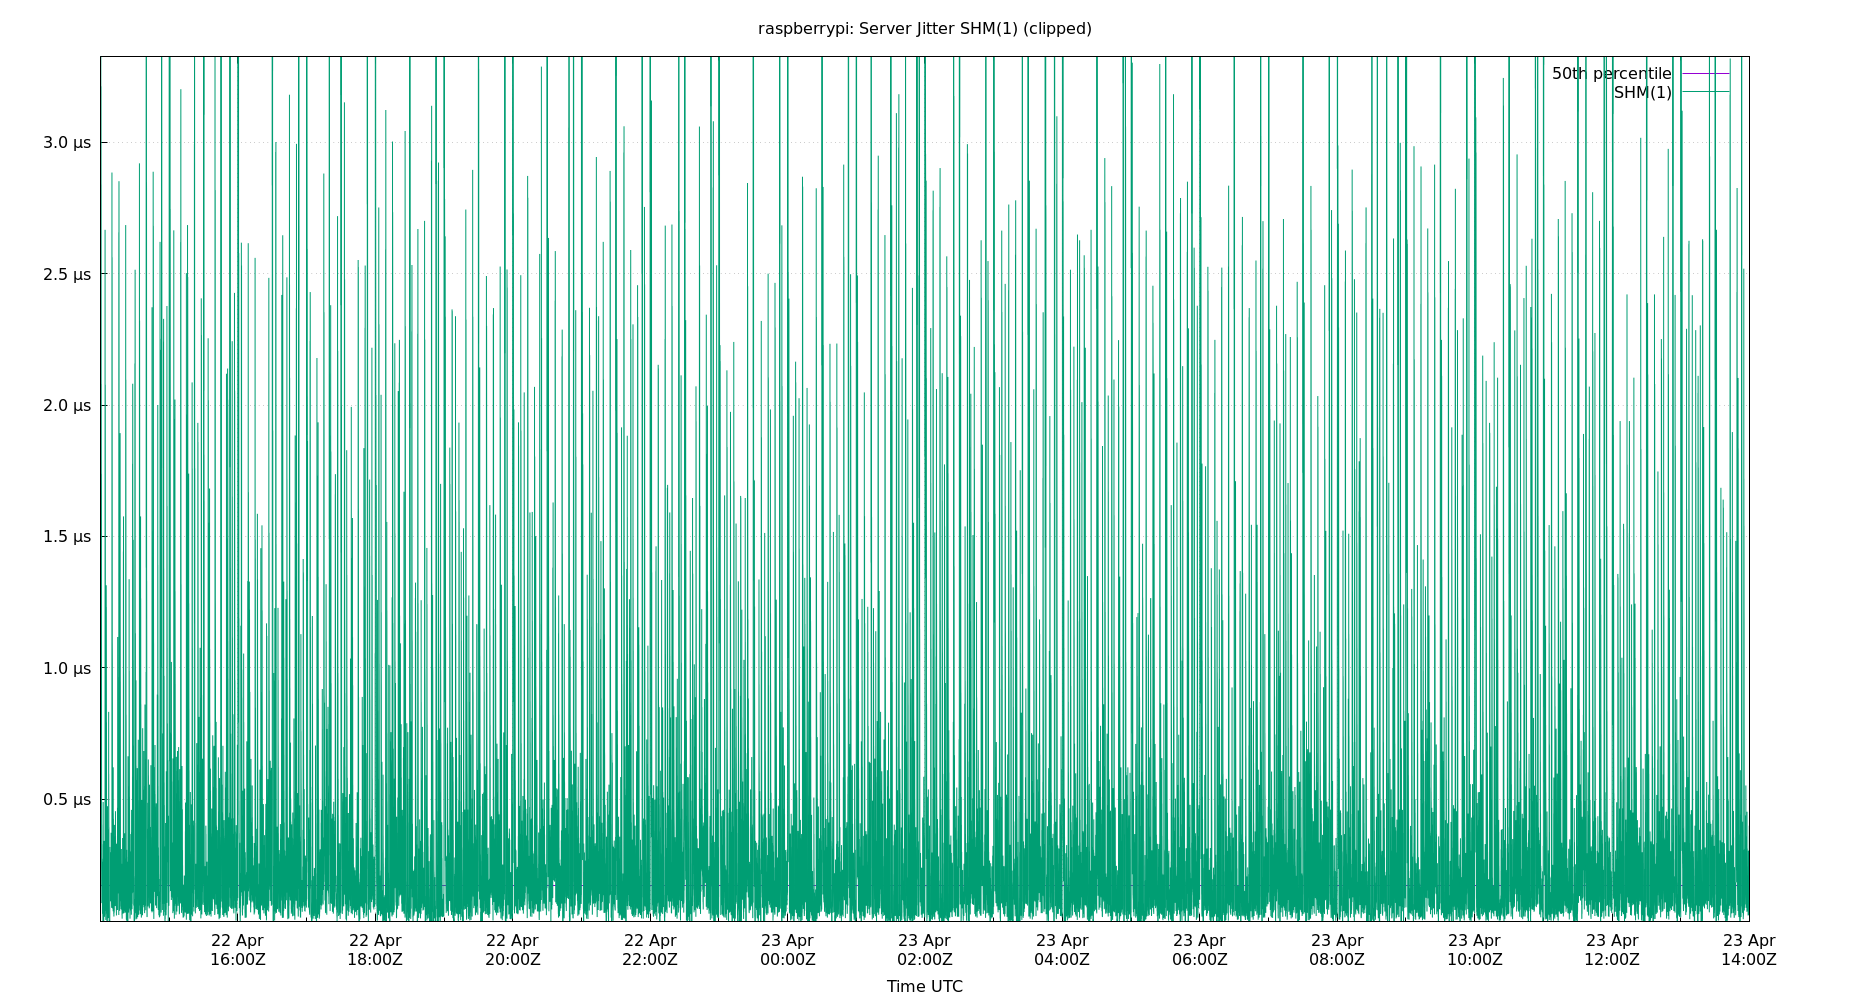 raspberrypi: Server Jitter SHM(1) (clipped)
50th percentile
SHM(1)
3.0 µs
2.5 µs
2.0 µs
1.5 µs
1.0 µs
0.5 µs
22 Apr 22 Apr 22 Apr 22 Apr 23 Apr 23 Apr 23 Apr 23 Apr 23 Apr 23 Apr 23 Apr 23 Apr
16:00Z 18:00Z 20:00Z 22:00Z 00:00Z 02:00Z 04:00Z 06:00Z 08:00Z 10:00Z 12:00Z 14:00Z
Time UTC